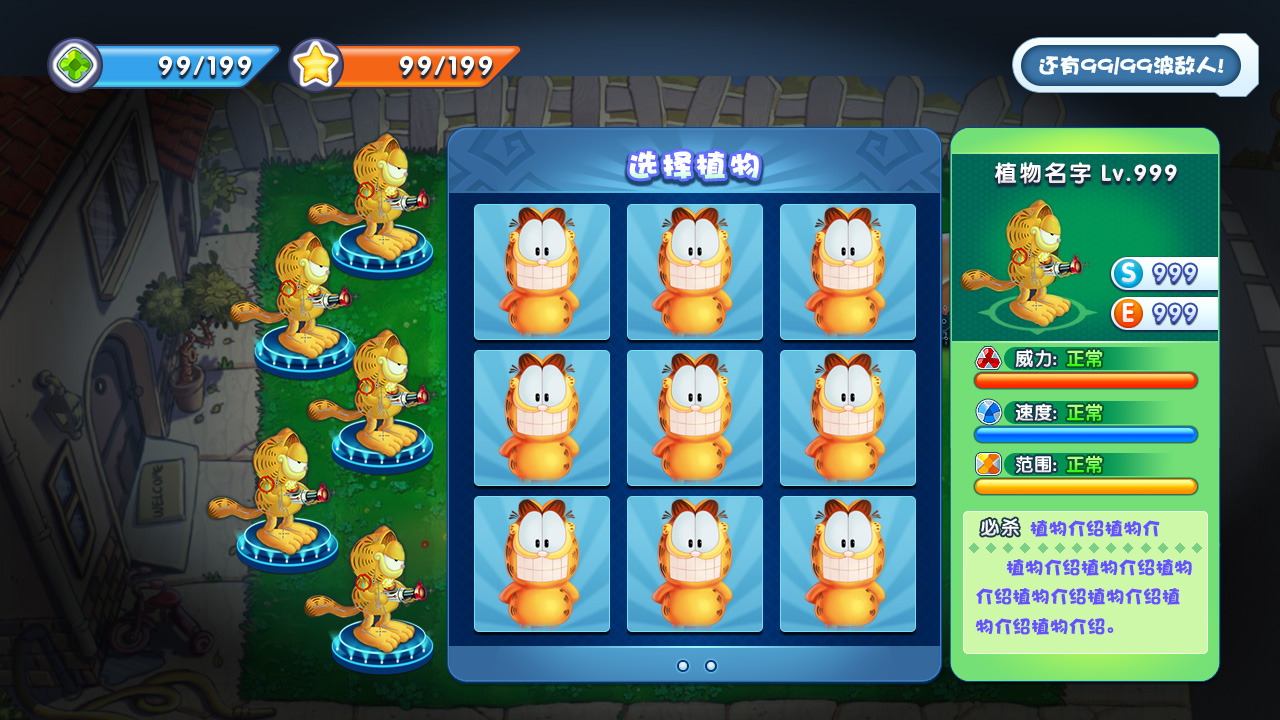 99/199
99/199
还有99/99波敌人!
选择植物
植物名字 Lv.999
S 999
E 999
威力: 正常
速度: 正常
范围: 正常
必杀 植物介绍植物介
植物介绍植物介绍植物
介绍植物介绍植物介绍植
物介绍植物介绍。
WELCOME